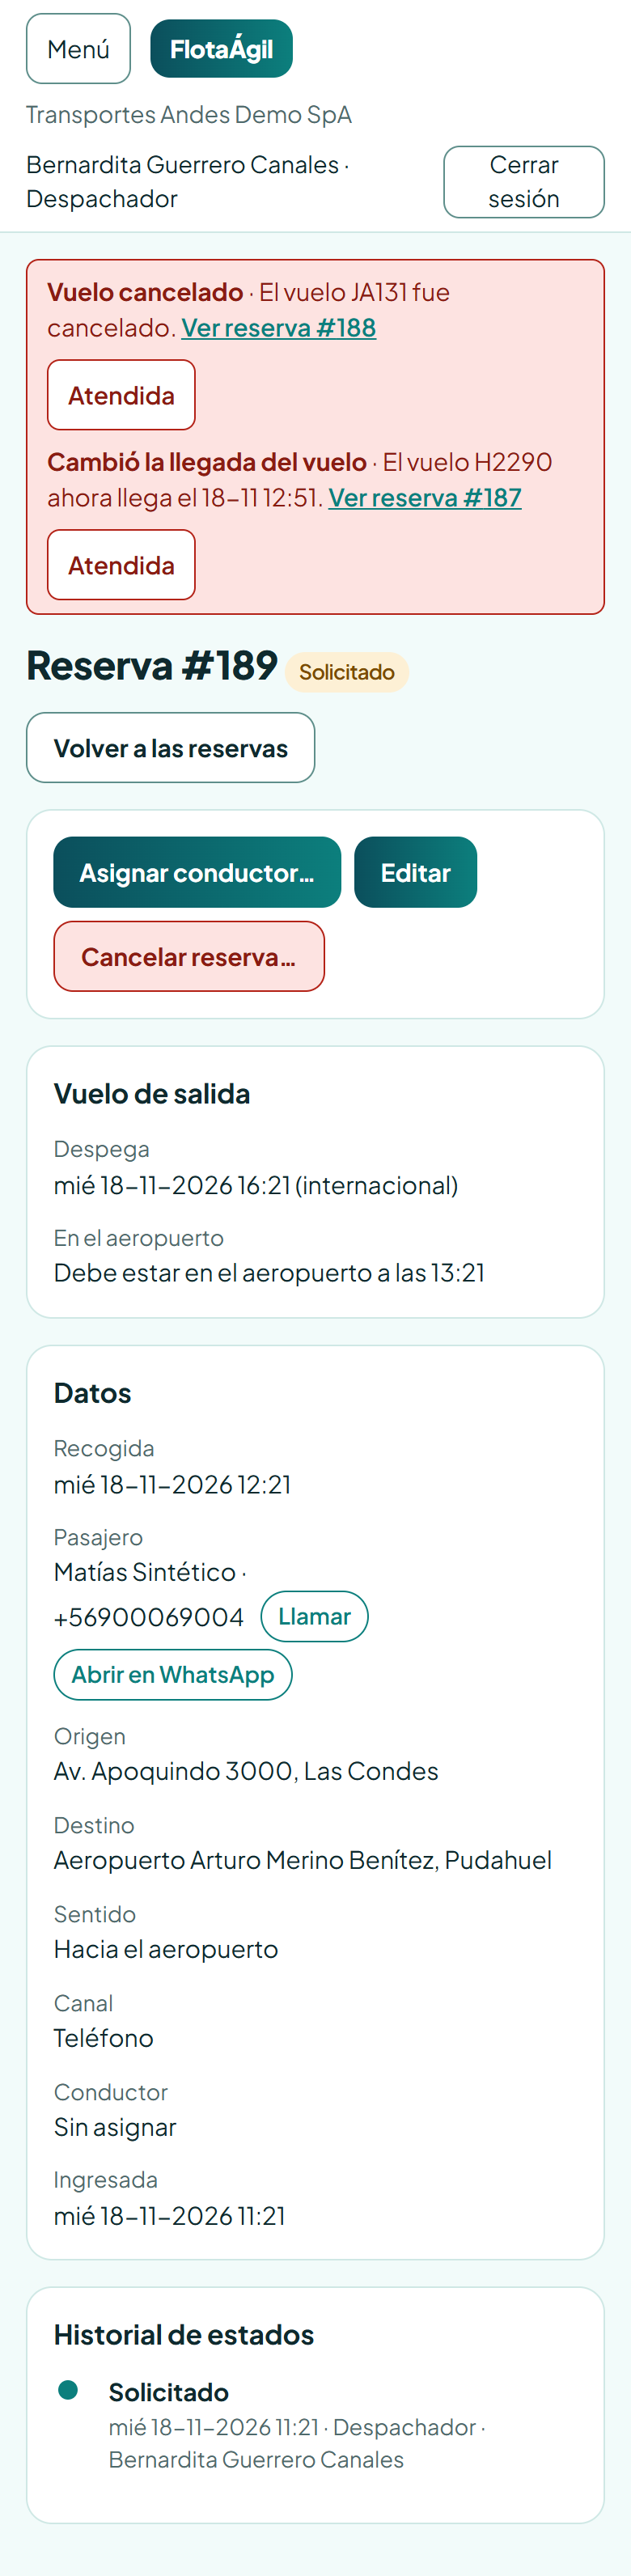 Menú
FlotaÁgil
Transportes Andes Demo SpA
Bernardita Guerrero Canales ·
Despachador
Cerrar
sesión
Vuelo cancelado · El vuelo JA131 fue
cancelado. Ver reserva #188
Atendida
Cambió la llegada del vuelo · El vuelo H2290
ahora llega el 18-11 12:51. Ver reserva #187
Atendida
Reserva #189 Solicitado
Volver a las reservas
Asignar conductor… Editar
Cancelar reserva…
Vuelo de salida
Despega
mié 18-11-2026 16:21 (internacional)
En el aeropuerto
Debe estar en el aeropuerto a las 13:21
Datos
Recogida
mié 18-11-2026 12:21
Pasajero
Matías Sintético ·
+56900069004 Llamar
Abrir en WhatsApp
Origen
Av. Apoquindo 3000, Las Condes
Destino
Aeropuerto Arturo Merino Benítez, Pudahuel
Sentido
Hacia el aeropuerto
Canal
Teléfono
Conductor
Sin asignar
Ingresada
mié 18-11-2026 11:21
Historial de estados
Solicitado
mié 18-11-2026 11:21 · Despachador ·
Bernardita Guerrero Canales